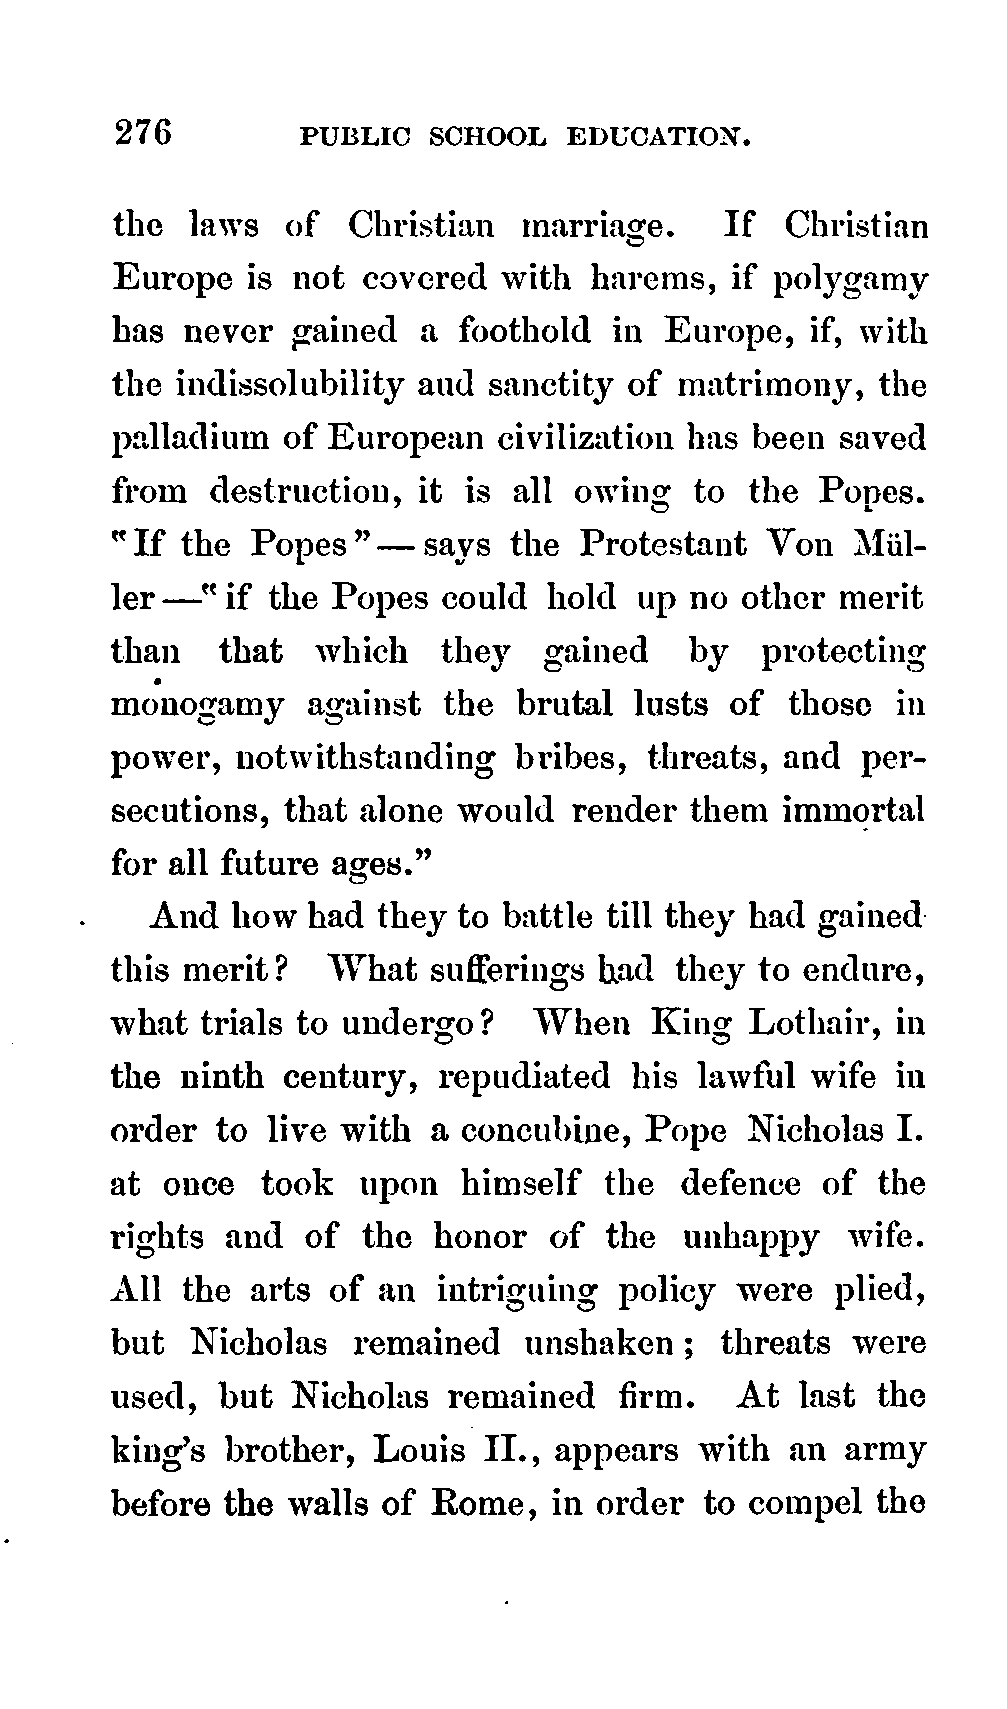 276 PUBLIC SCHOOL EDUCATION.
the laws of Christian marriage. If Christian
Europe is not covered with harems, if polygamy
has never gained a foothold in Europe, if, with
the indissolubility and sanctity of matrimony, the
palladium of European civilization has been saved
from destruction, it is all owing to the Popes.
"If the Popes"— says the Protestant Von Mül-
ler —"if the Popes could hold up no other merit
than that which they gained by protecting
monogamy against the brutal lusts of those in
power, notwithstanding bribes, threats, and per-
secutions, that alone would render them immortal
for all future ages."
And how had they to battle till they had gained
this merit? What sufferings had they to endure,
what trials to undergo? When King Lothair, in
the ninth century, repudiated his lawful wife in
order to live with a concubine, Pope Nicholas I.
at once took upon himself the defence of the
rights and of the honor of the unhappy wife.
All the arts of an intriguing policy were plied,
but Nicholas remained unshaken; threats were
used, but Nicholas remained firm. At last the
king's brother, Louis II., appears with an army
before the walls of Rome, in order to compel the